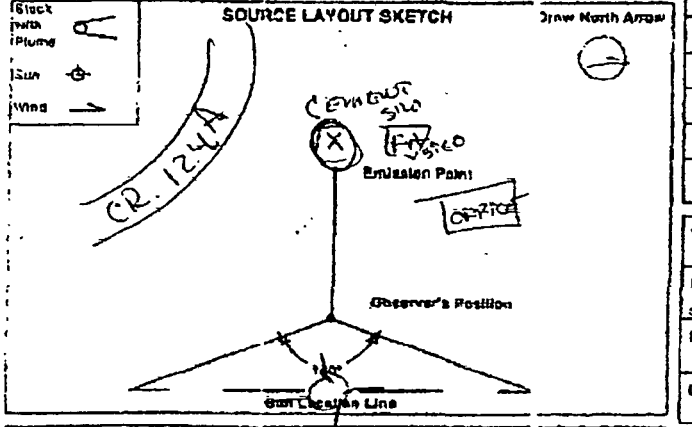 Stack
with
Plume
Sun
Wind
SOURCE LAYOUT SKETCH
Draw North Arrow
CEMENT
SILO
X
Emission Point
CR. 124A
OFFICE
Observer's Position
140°
Sun Location Line